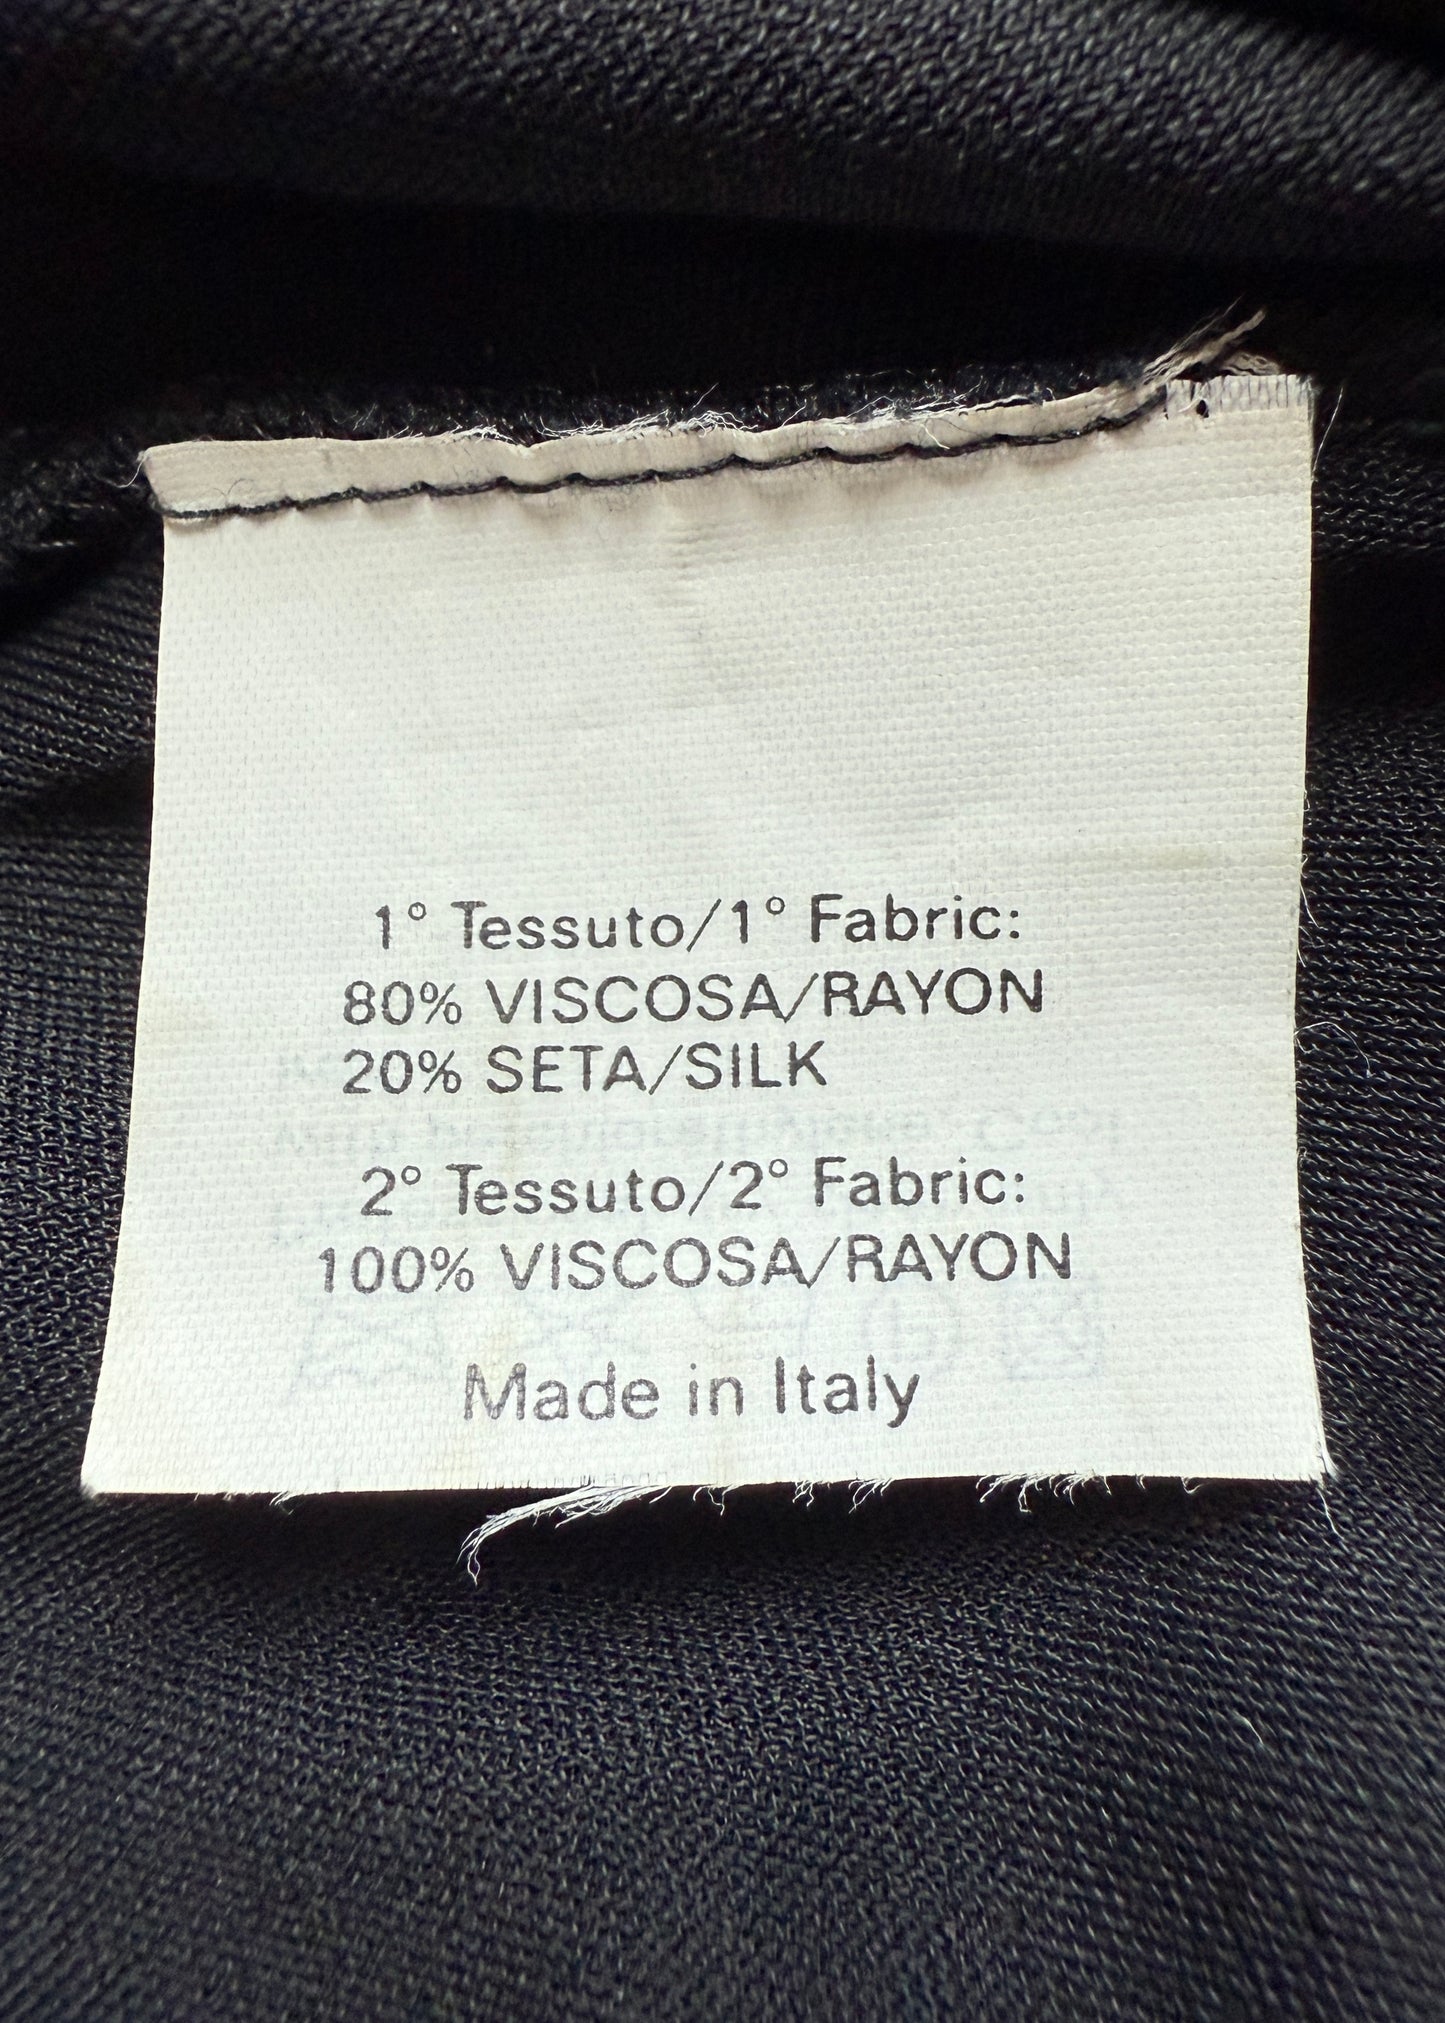 1° Tessuto/1° Fabric:
80% VISCOSA/RAYON
20% SETA/SILK
2° Tessuto/2° Fabric:
100% VISCOSA/RAYON
Made in Italy